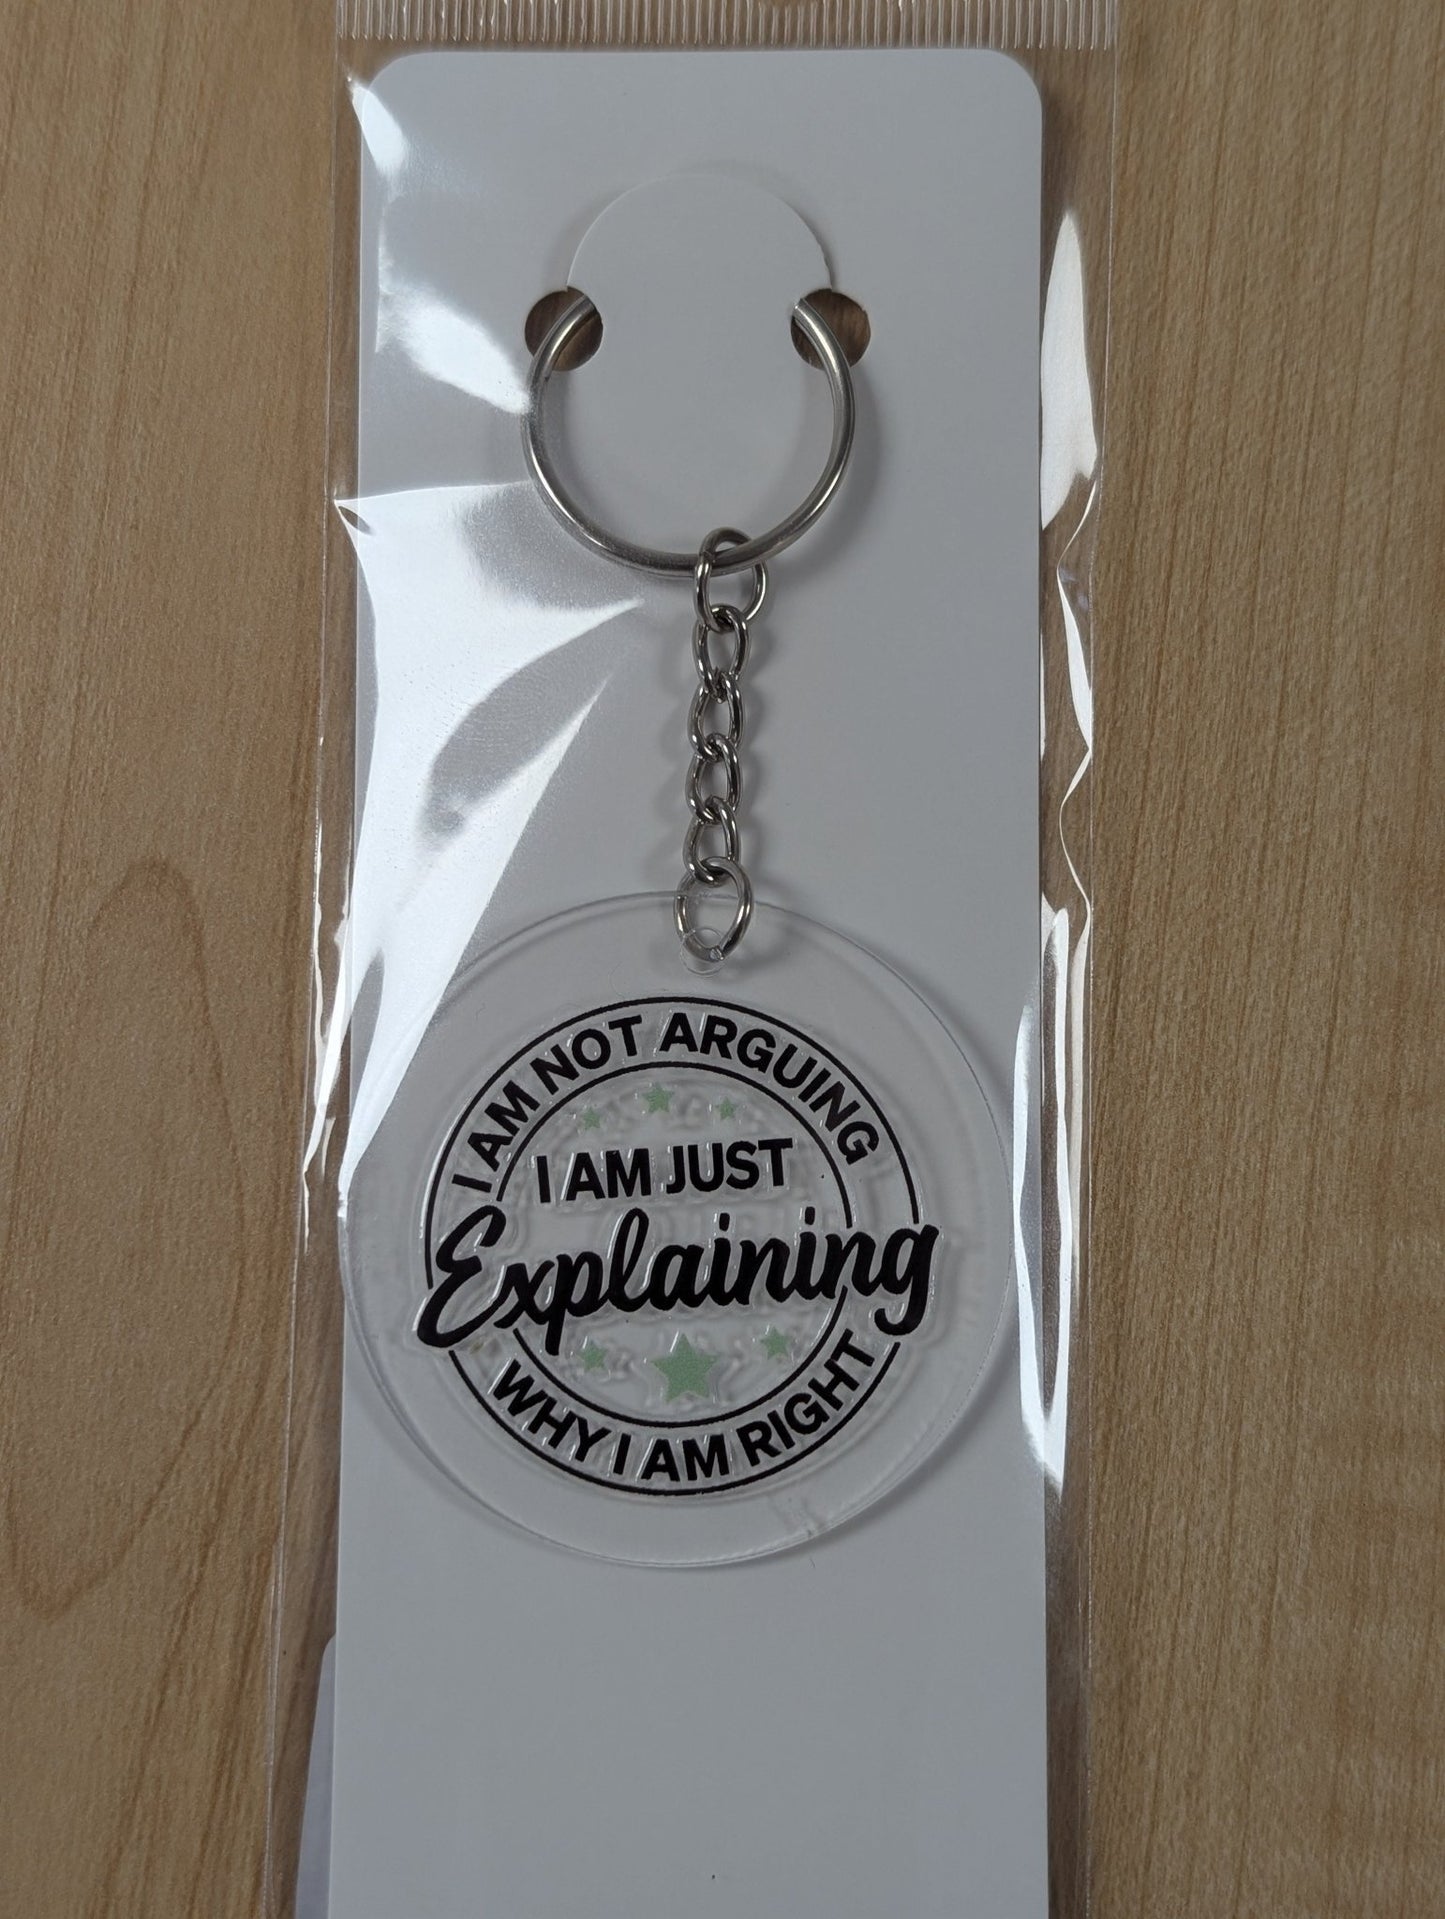 I AM NOT ARGUING
I AM JUST
Explaining
WHY I AM RIGHT